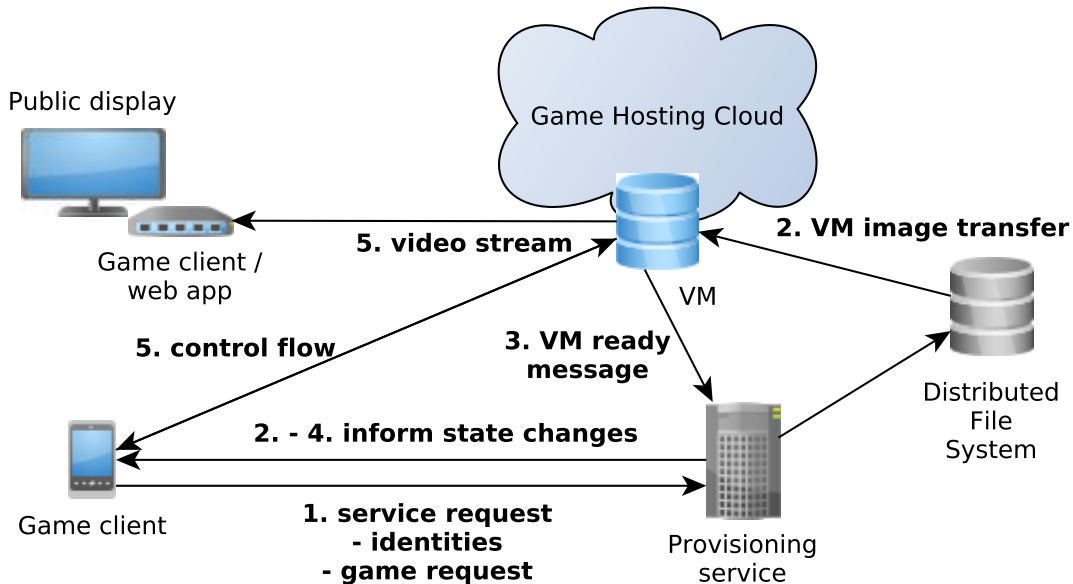 Game Hosting Cloud
Public display
Game client /
web app
5. video stream
2. VM image transfer
VM
5. control flow
3. VM ready
message
Distributed
File
System
2. - 4. inform state changes
Game client
1. service request
- identities
- game request
Provisioning
service